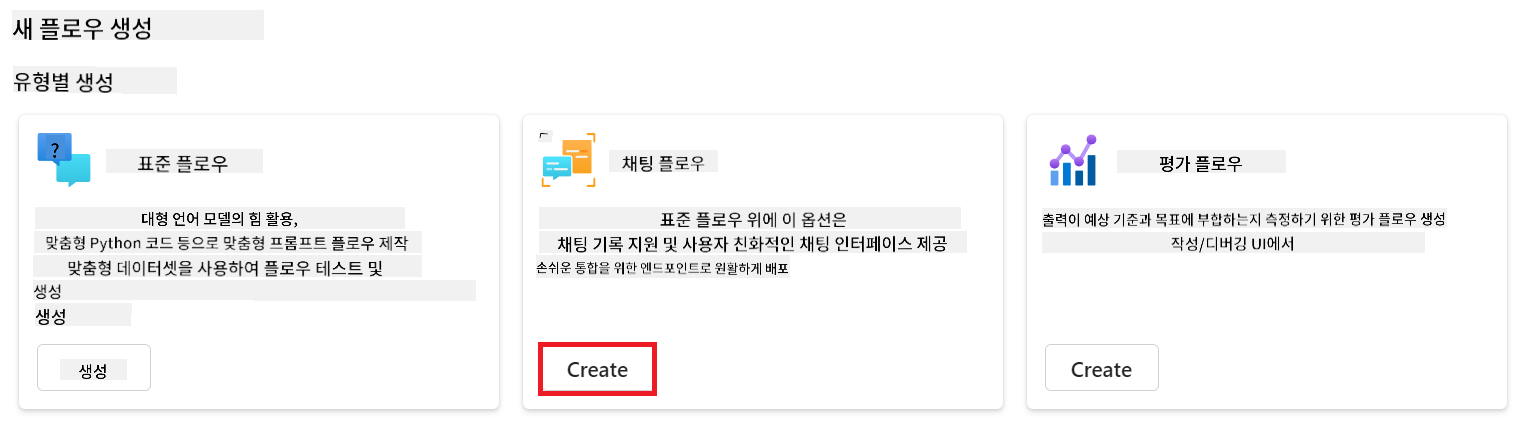 새 플로우 생성
유형별 생성
?
표준 플로우
대형 언어 모델의 힘 활용,
맞춤형 Python 코드 등으로 맞춤형 프롬프트 플로우 제작
맞춤형 데이터셋을 사용하여 플로우 테스트 및
생성
생성
생성
채팅 플로우
표준 플로우 위에 이 옵션은
채팅 기록 지원 및 사용자 친화적인 채팅 인터페이스 제공
손쉬운 통합을 위한 엔드포인트로 원활하게 배포
Create
평가 플로우
출력이 예상 기준과 목표에 부합하는지 측정하기 위한 평가 플로우 생성
작성/디버깅 UI에서
Create